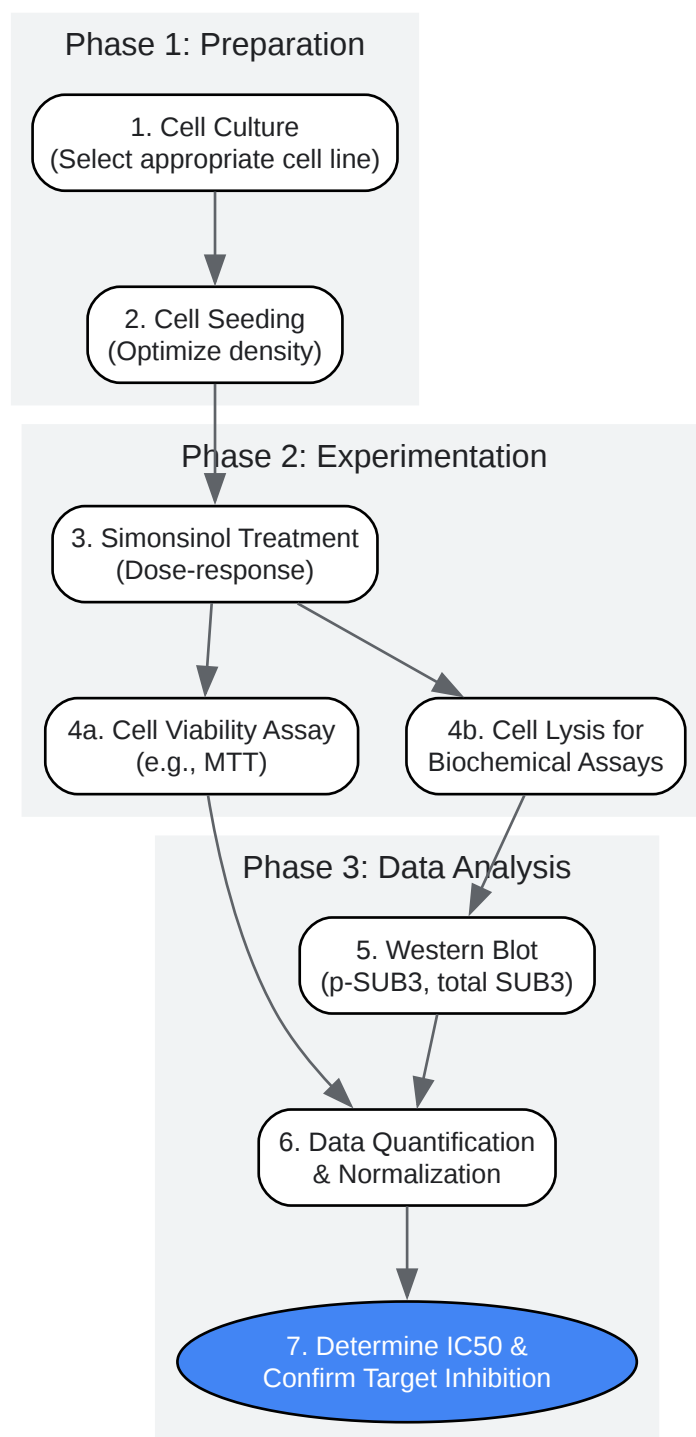 Phase 1: Preparation
1. Cell Culture
(Select appropriate cell line)
2. Cell Seeding
(Optimize density)
Phase 2: Experimentation
3. Simonsinol Treatment
(Dose-response)
4a. Cell Viability Assay
(e.g., MTT)
4b. Cell Lysis for
Biochemical Assays
Phase 3: Data Analysis
5. Western Blot
(p-SUB3, total SUB3)
6. Data Quantification
& Normalization
7. Determine IC50 &
Confirm Target Inhibition